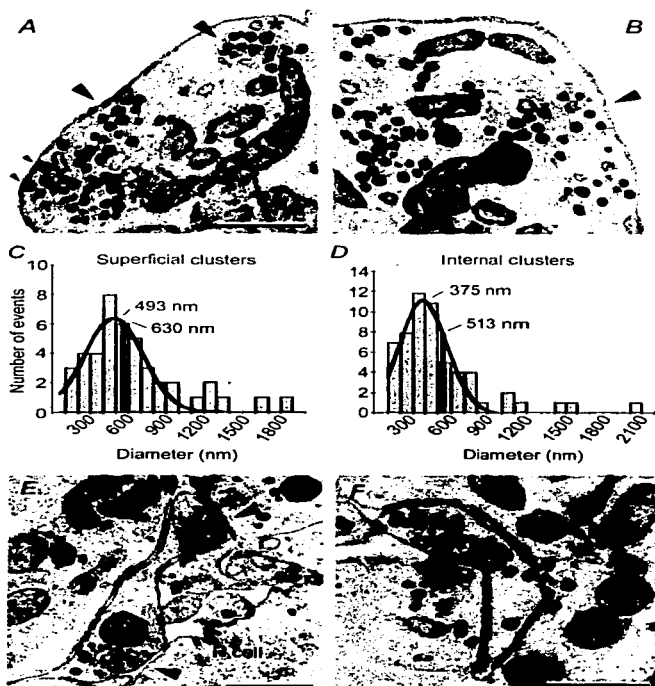 A
B
C Superficial clusters
Number of events
10
8
6
4
2
0
493 nm
630 nm
300 600 900 1200 1500 1800
Diameter (nm)
D Internal clusters
14
12
10
8
6
4
2
0
375 nm
513 nm
300 600 900 1200 1500 1800 2100
Diameter (nm)
E
F
cell